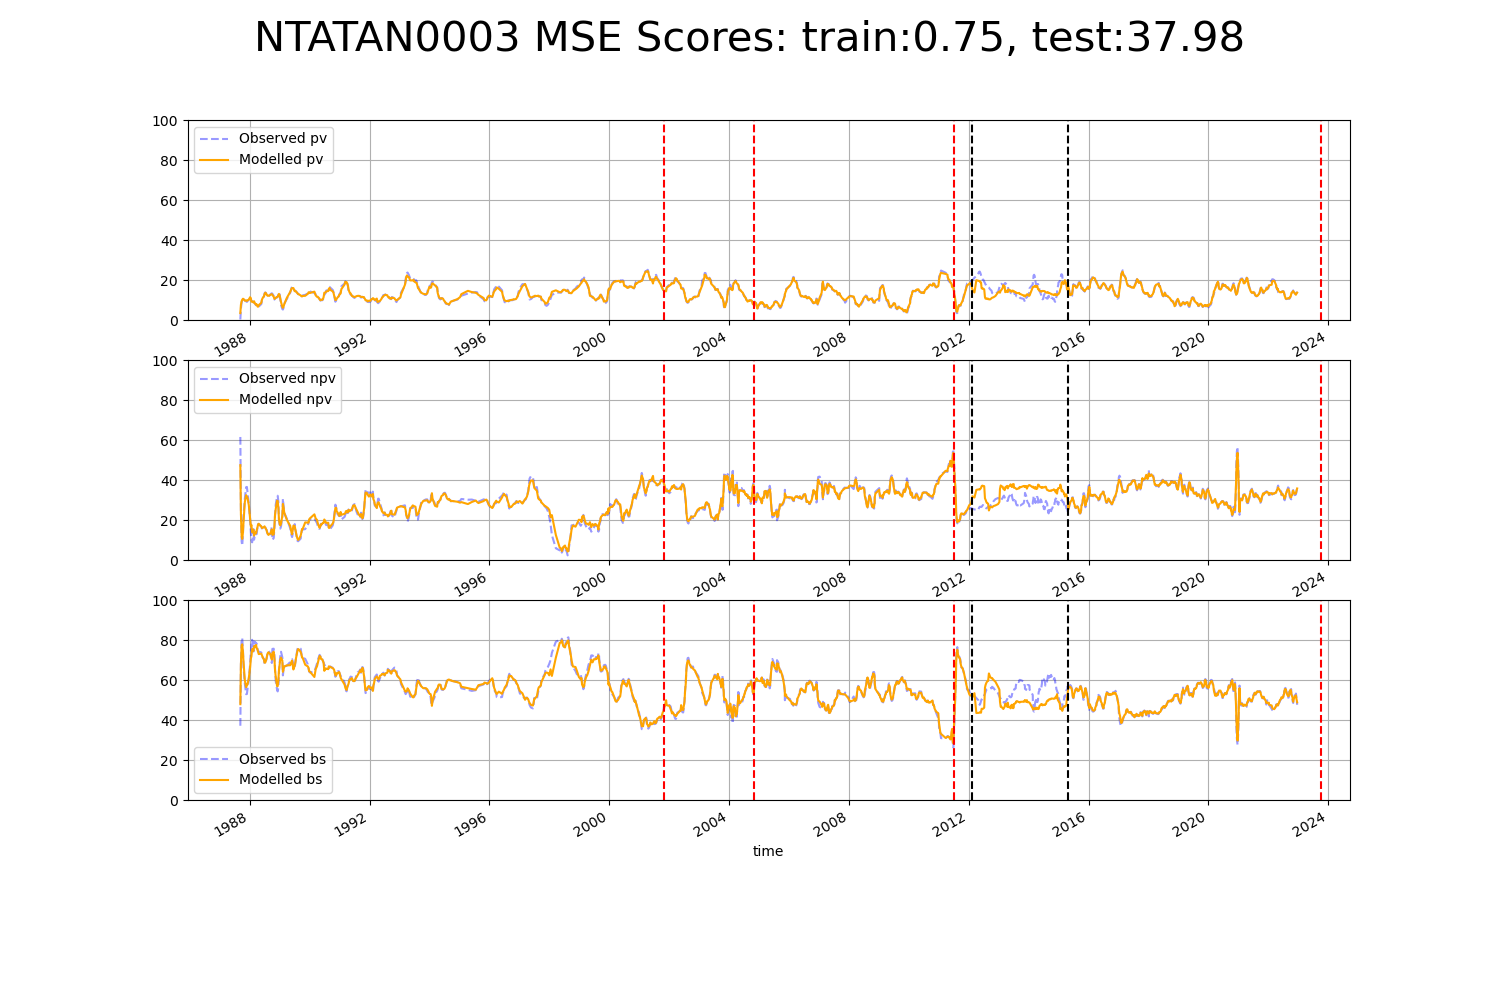 NTATAN0003 MSE Scores: train:0.75, test:37.98
100
80
60
40
20
0
Observed pv
Modelled pv
1988 1992 1996 2000 2004 2008 2012 2016 2020 2024
100
80
60
40
20
0
Observed npv
Modelled npv
1988 1992 1996 2000 2004 2008 2012 2016 2020 2024
100
80
60
40
20
0
Observed bs
Modelled bs
1988 1992 1996 2000 2004 2008 2012 2016 2020 2024
time